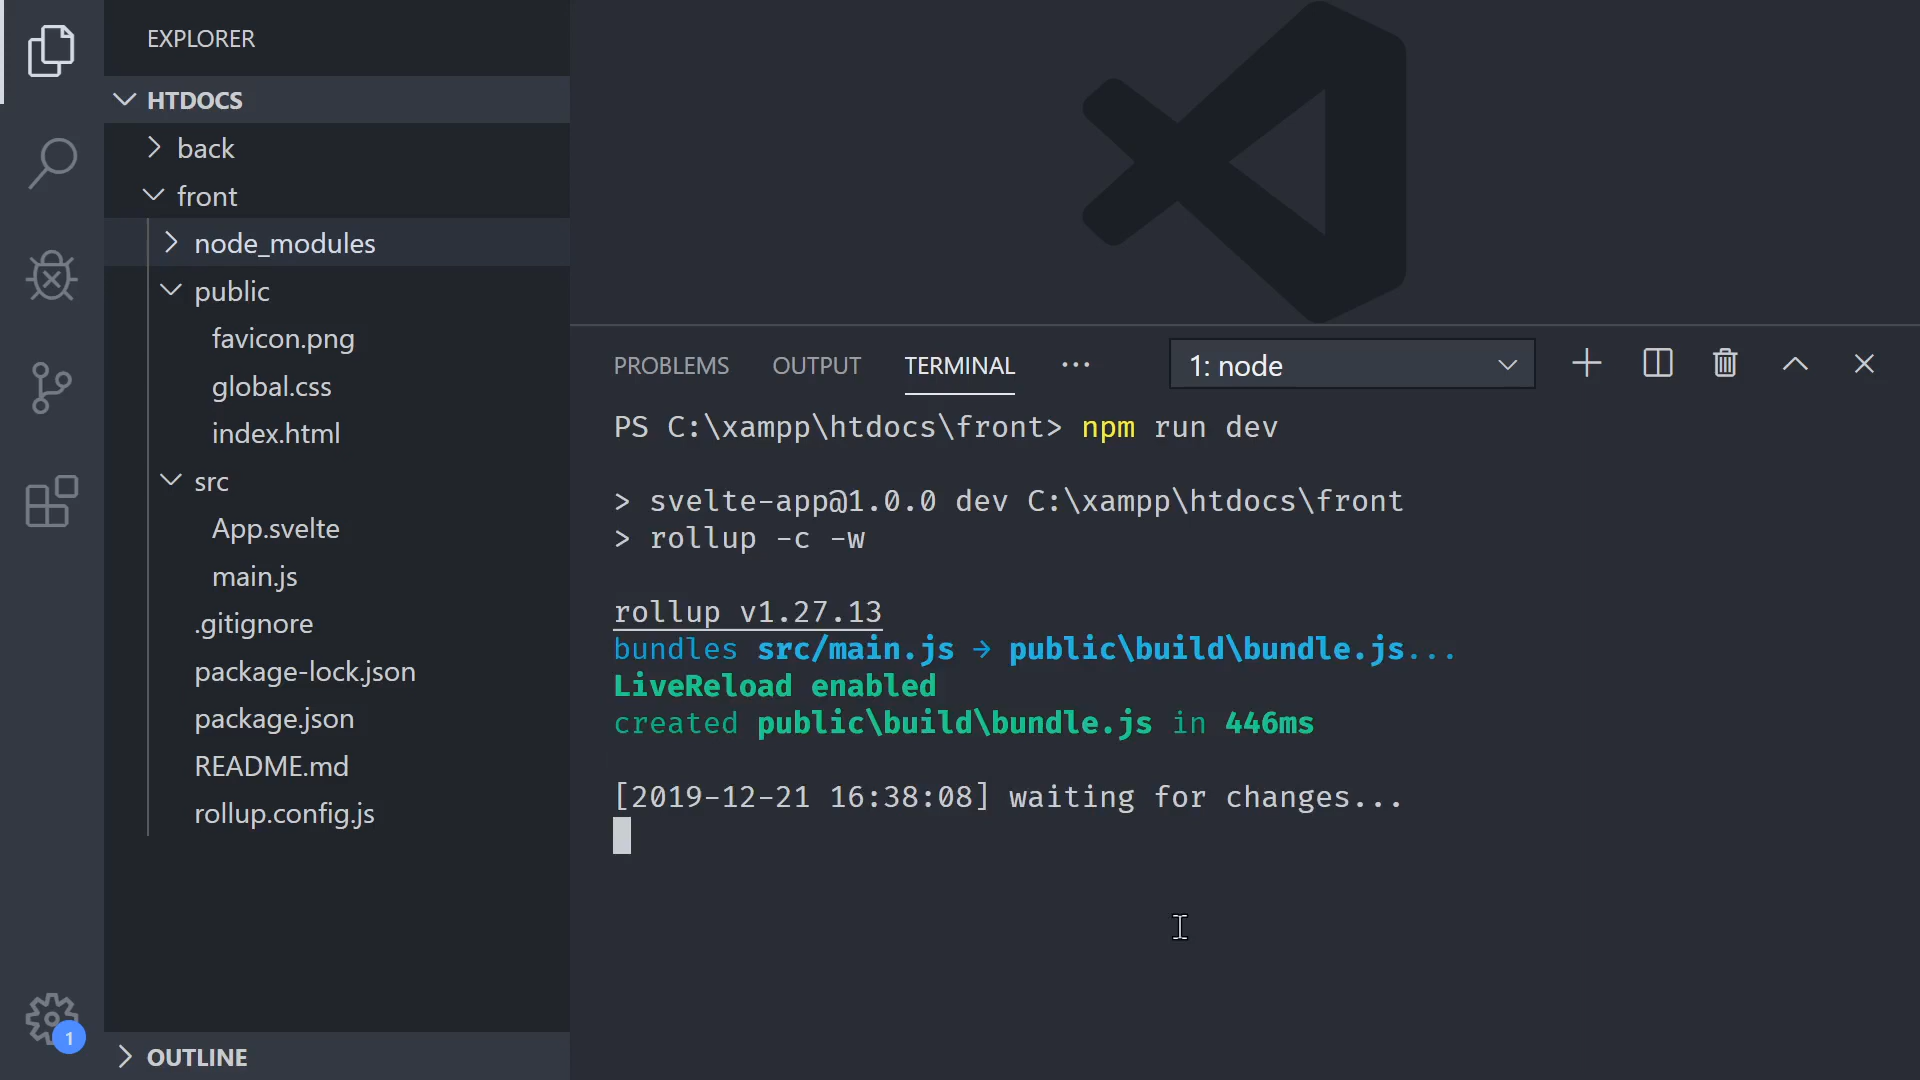 EXPLORER
HTDOCS
back
front
node_modules
public
favicon.png
global.css
index.html
src
App.svelte
main.js
.gitignore
package-lock.json
package.json
README.md
rollup.config.js
OUTLINE
1
PROBLEMS OUTPUT TERMINAL ··· 1: node
PS C:\xampp\htdocs\front> npm run dev
> svelte-app@1.0.0 dev C:\xampp\htdocs\front
> rollup -c -w
rollup v1.27.13
bundles src/main.js → public\build\bundle.js...
LiveReload enabled
created public\build\bundle.js in 446ms
[2019-12-21 16:38:08] waiting for changes...